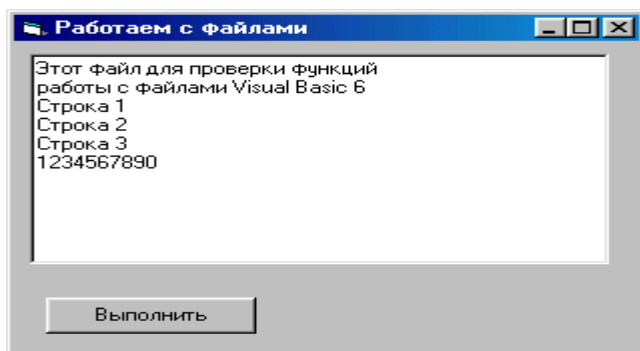 Работаем с файлами
Этот файл для проверки функций
работы с файлами Visual Basic 6
Строка 1
Строка 2
Строка 3
1234567890
Выполнить